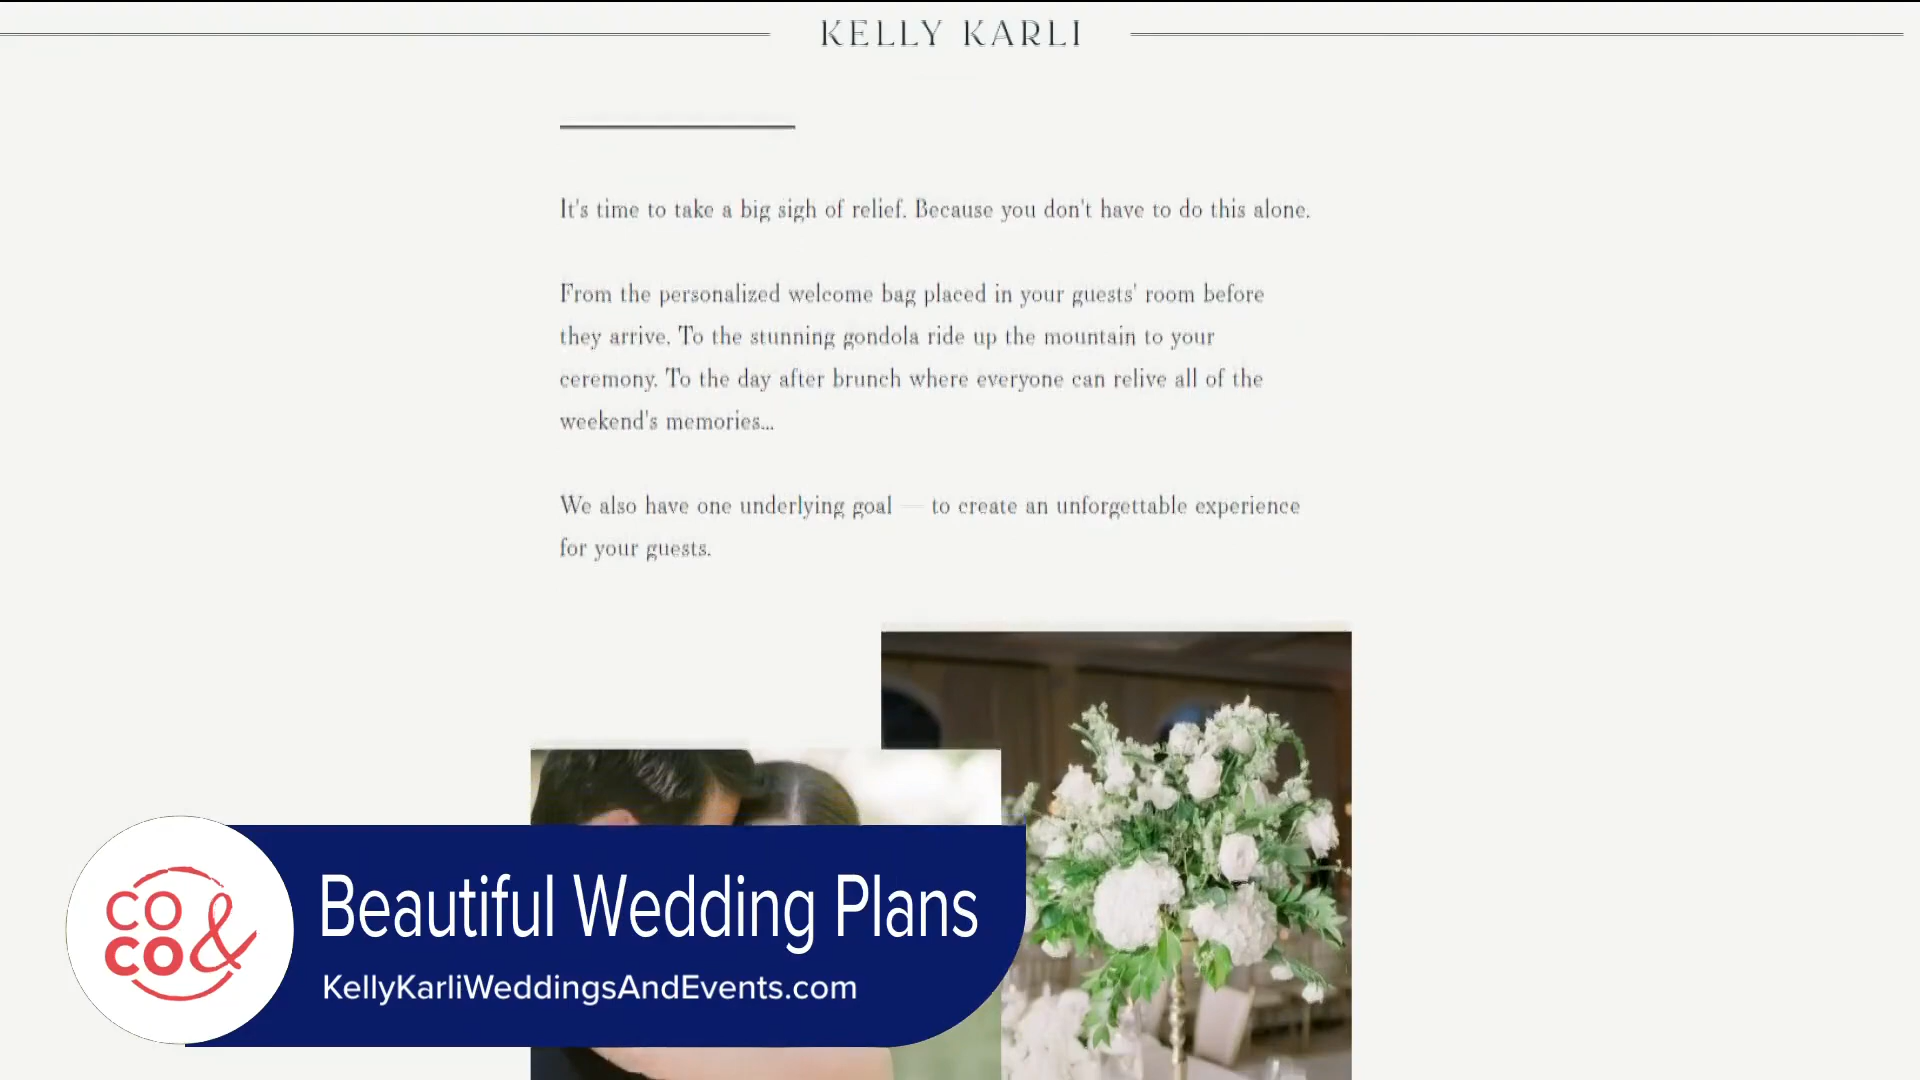 KELLY KARLI
It's time to take a big sigh of relief. Because you don't have to do this alone.
From the personalized welcome bag placed in your guests' room before
they arrive. To the stunning gondola ride up the mountain to your
ceremony. To the day after brunch where everyone can relive all of the
weekend's memories...
We also have one underlying goal — to create an unforgettable experience
for your guests.
co
co &
Beautiful Wedding Plans
KellyKarliWeddingsAndEvents.com